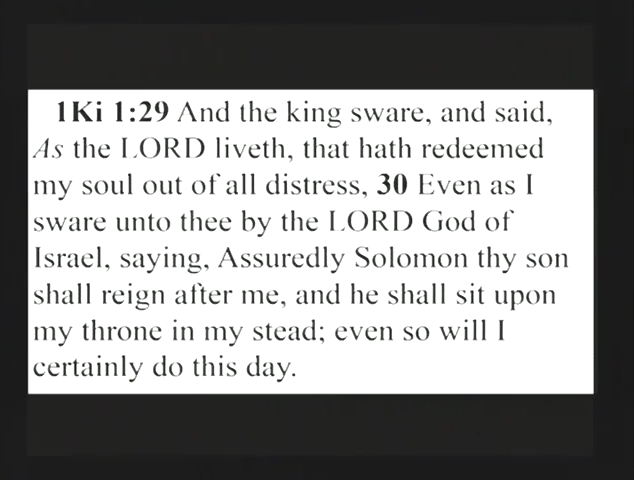 1Ki 1:29 And the king sware, and said,
As the LORD liveth, that hath redeemed
my soul out of all distress, 30 Even as I
sware unto thee by the LORD God of
Israel, saying, Assuredly Solomon thy son
shall reign after me, and he shall sit upon
my throne in my stead; even so will I
certainly do this day.